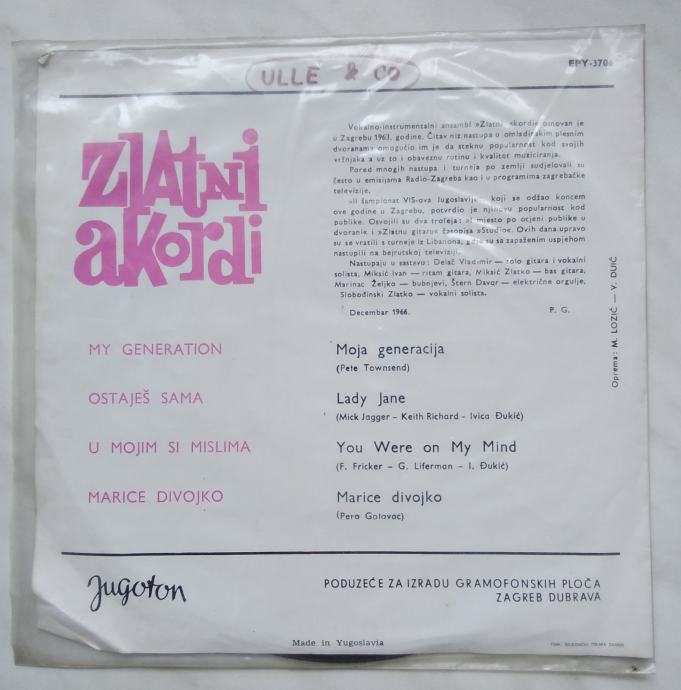 ULLE & CO
EPY-3706
Zlatni
akordi
Vokalno-instrumentalni ansambl »Zlatni akordi« osnovan je
u Zagrebu 1963. godine. Čitav niz nastupa u omladinskim plesnim
dvoranama omogućio im je da steknu popularnost kod svojih
vršnjaka a uz to i obaveznu rutinu i kvalitet muziciranja.
Pored mnogih nastupa i turneja po zemlji sudjelovali su
često u emisijama Radio-Zagreba kao i u programima zagrebačke
televizije.
»II šampionat VIS-ova Jugoslavije« koji se odžao koncem
ove godine u Zagrebu, potvrdio je njihovu popularnost kod
publike. Osvojili su dva trofeja: mjesto po ocjeni publike u
dvorani« i »Zlatnu gitaru« časopisa »Studio«. Ovih dana upravo
su se vratili s turneje iz Libanona, gdje su sa zapaženim uspjehom
nastupili na bejrutskoj televiziji.
Nastupaju u sastavu: Delač Vladimir — solo gitara i vokalni
solista, Mikšić Ivan — ritam gitara, Mikšić Zlatko — bas gitara,
Marinac Željko — bubnjevi, Štern Davor — električne orgulje,
Slobođinski Zlatko — vokalni solista.
Decembar 1966. P. G.
Oprema: M. LOZIĆ — V. DUIĆ
MY GENERATION Moja generacija
(Pete Townsend)
OSTAJEŠ SAMA Lady Jane
(Mick Jagger - Keith Richard - Ivica Đukić)
U MOJIM SI MISLIMA You Were on My Mind
(F. Fricker - G. Liferman - I. Đukić)
MARICE DIVOJKO Marice divojko
(Pero Gotovac)
Jugoton
PODUZEĆE ZA IZRADU GRAMOFONSKIH PLOČA
ZAGREB DUBRAVA
Made in Yugoslavia